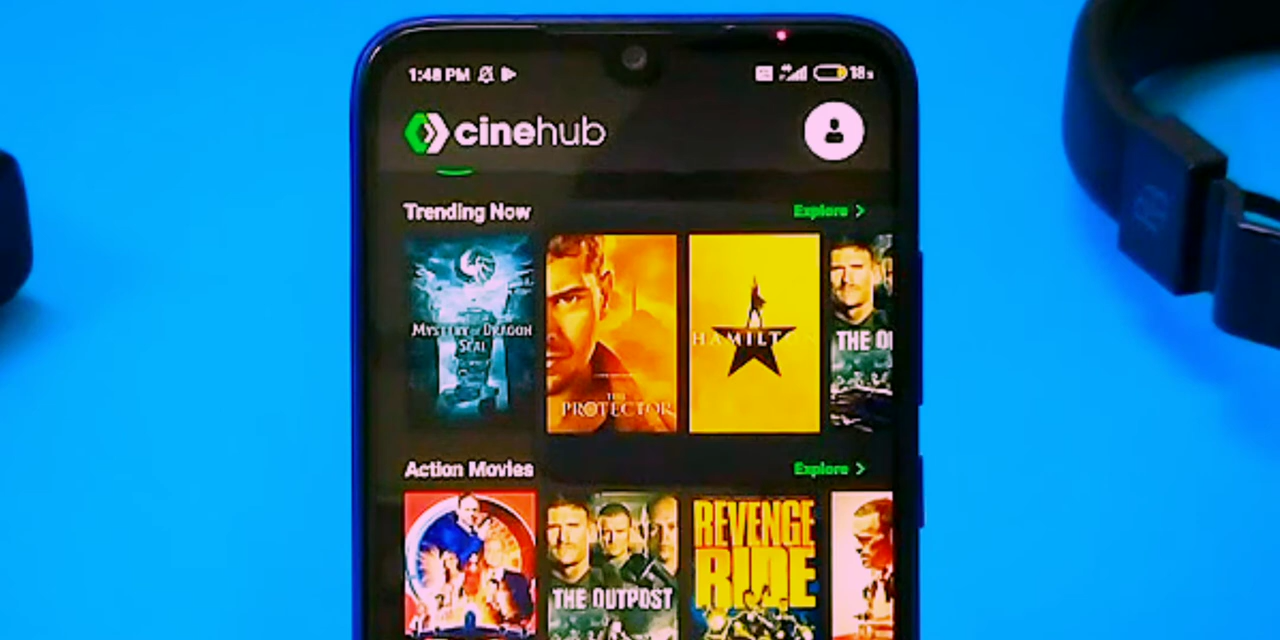 1:48 PM
18
cinehub
Trending Now
Explore >
MYSTERY OF DRAGON
SEAL
THE
PROTECTOR
HAMILTON
THE O
Action Movies
Explore >
THE OUTPOST
REVENGE
RIDE